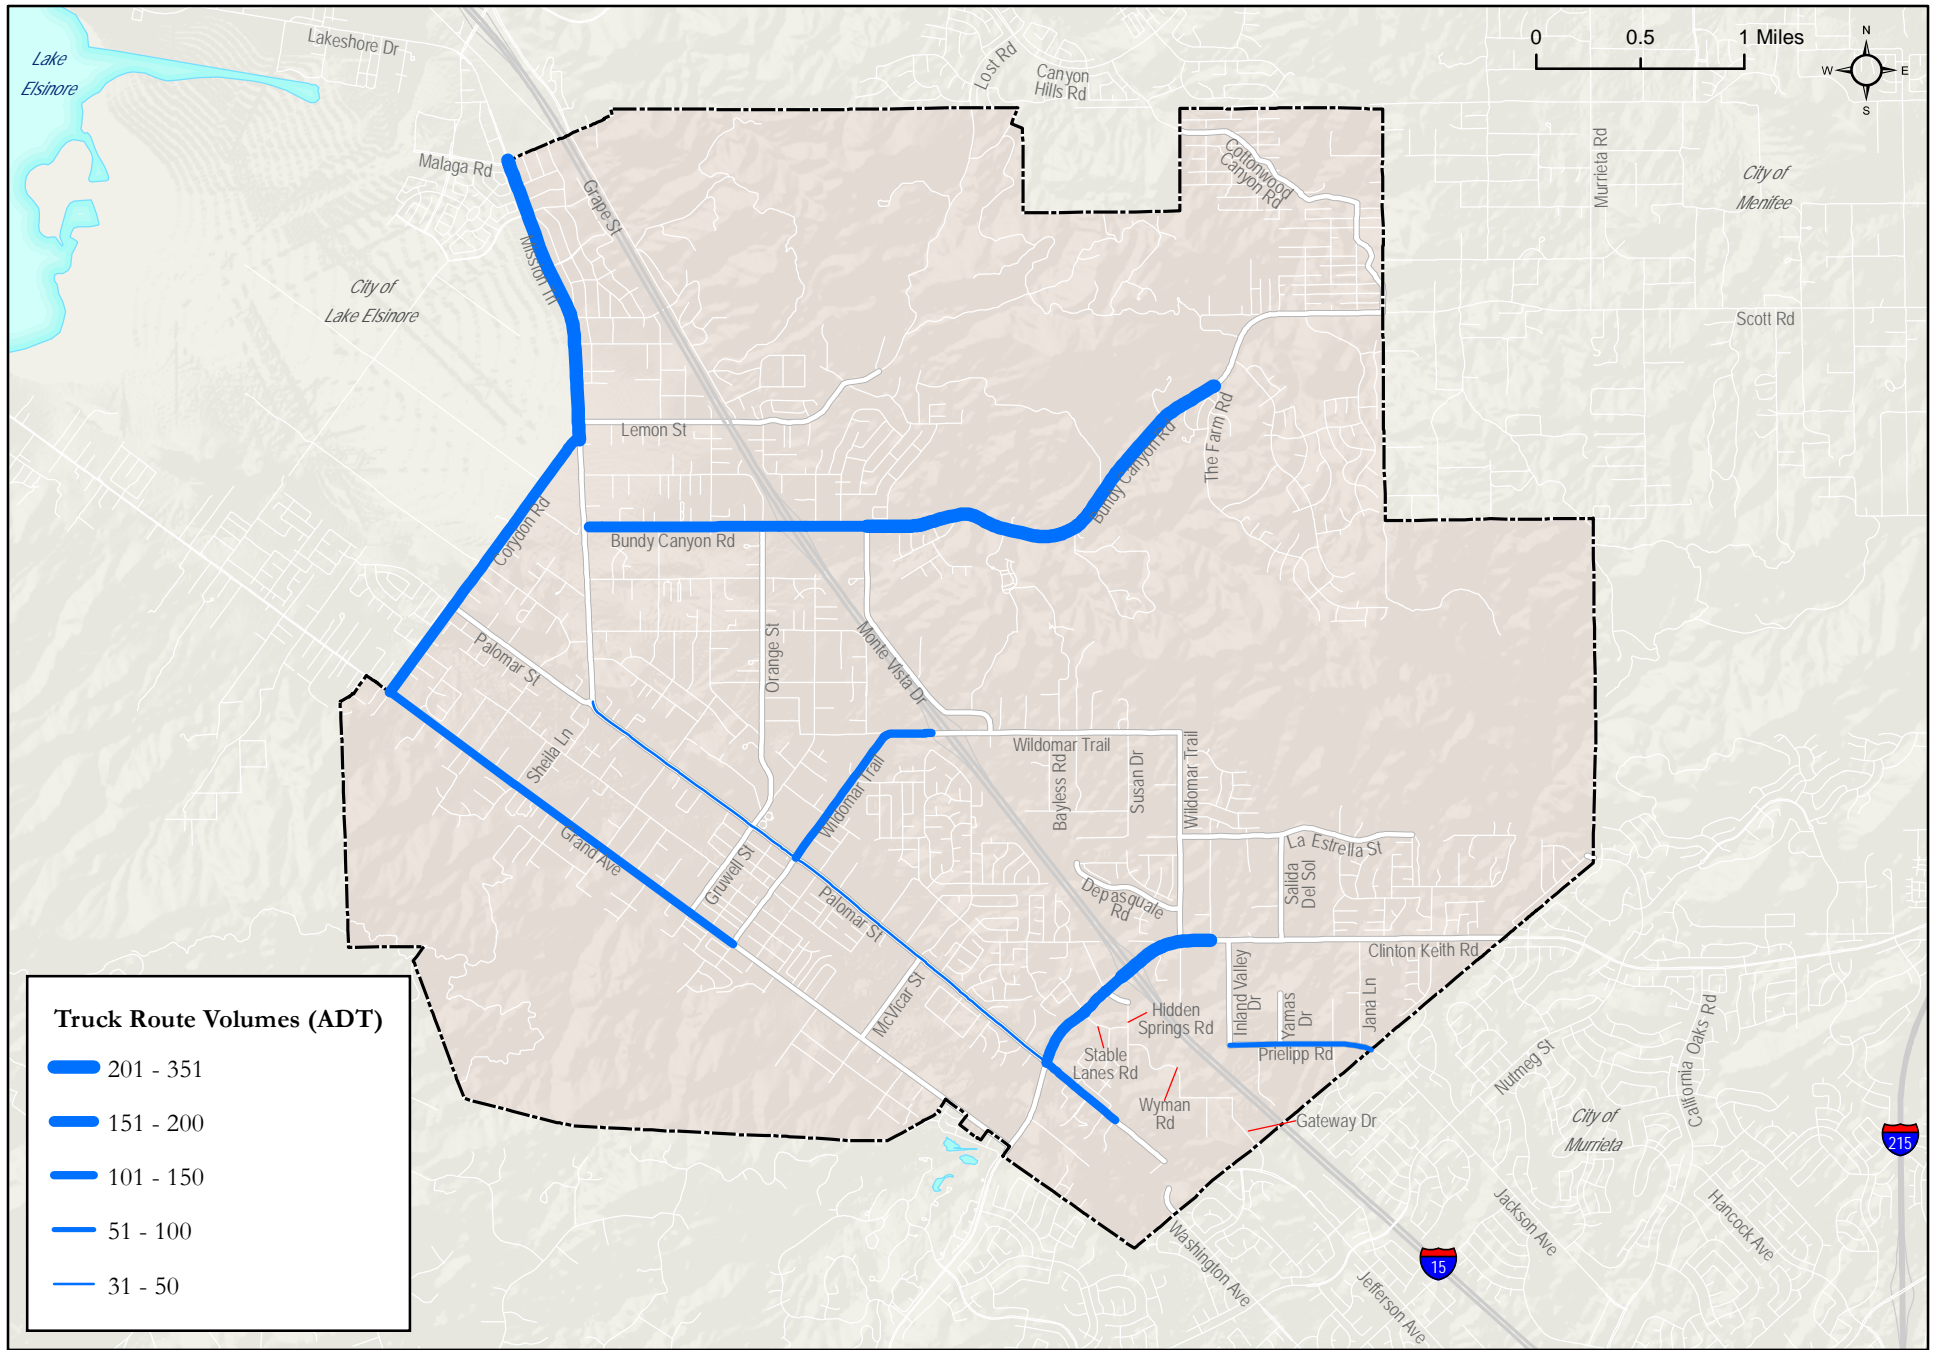 Lake
Elsinore
Lakeshore Dr
Lost Rd
Canyon
Hills Rd
0 0.5 1 Miles
N
W E
S
Malaga Rd
Grape St
Cottonwood
Canyon Rd
Murrieta Rd
City of
Menifee
Mission Trl
City of
Lake Elsinore
Scott Rd
Lemon St
The Farm Rd
Bundy Canyon Rd
Corydon Rd
Bundy Canyon Rd
Palomar St
Orange St
Monte Vista Dr
Sheila Ln
Wildomar Trail
Wildomar Trail
Bayless Rd
Susan Dr
Wildomar Trail
Grand Ave
Gruwell St
La Estrella St
Salida
Del Sol
Depasquale
Rd
Palomar St
Clinton Keith Rd
McVicar St
Inland Valley
Dr
Yamas
Dr
Jana Ln
Hidden
Springs Rd
Stable
Lanes Rd
Prielipp Rd
Wyman
Rd
Gateway Dr
Nutmeg St
California Oaks Rd
City of
Murrieta
215
Washington Ave
Jackson Ave
Hancock Ave
15
Jefferson Ave
Truck Route Volumes (ADT)
201 - 351
151 - 200
101 - 150
51 - 100
31 - 50